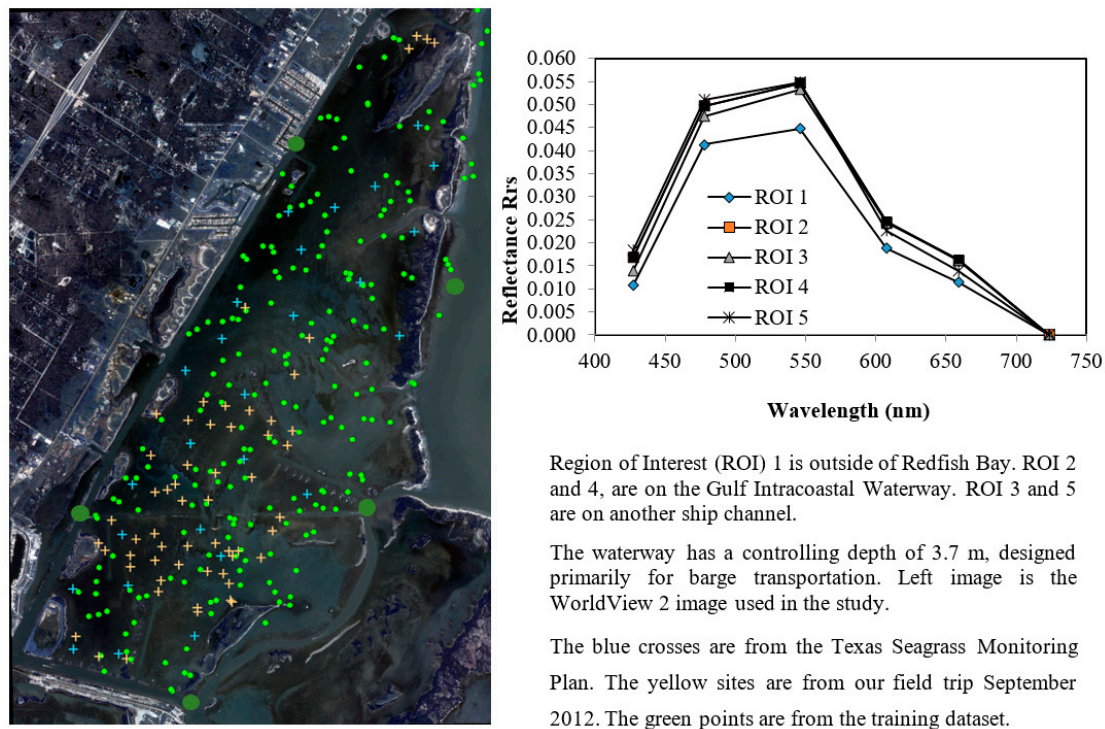 0.060
0.055
0.050
0.045
0.040
0.035
0.030
0.025
0.020
0.015
0.010
0.005
0.000
Reflectance Rrs
ROI 1
ROI 2
ROI 3
ROI 4
ROI 5
400 450 500 550 600 650 700 750
Wavelength (nm)
Region of Interest (ROI) 1 is outside of Redfish Bay. ROI 2
and 4, are on the Gulf Intracoastal Waterway. ROI 3 and 5
are on another ship channel.
The waterway has a controlling depth of 3.7 m, designed
primarily for barge transportation. Left image is the
WorldView 2 image used in the study.
The blue crosses are from the Texas Seagrass Monitoring
Plan. The yellow sites are from our field trip September
2012. The green points are from the training dataset.